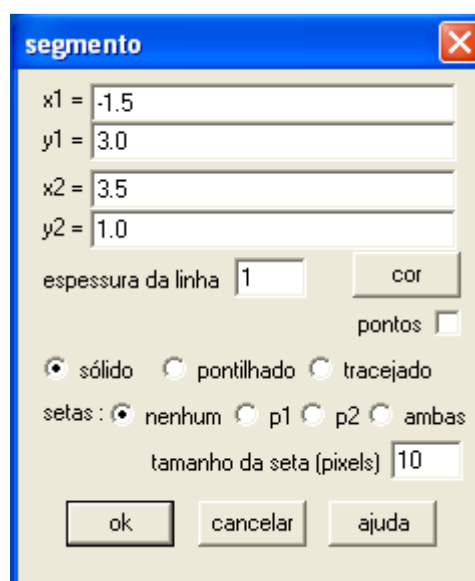 segmento
x1 = -1.5
y1 = 3.0
x2 = 3.5
y2 = 1.0
espessura da linha 1 cor
pontos
sólido pontilhado tracejado
setas : nenhum p1 p2 ambas
tamanho da seta (pixels) 10
ok cancelar ajuda